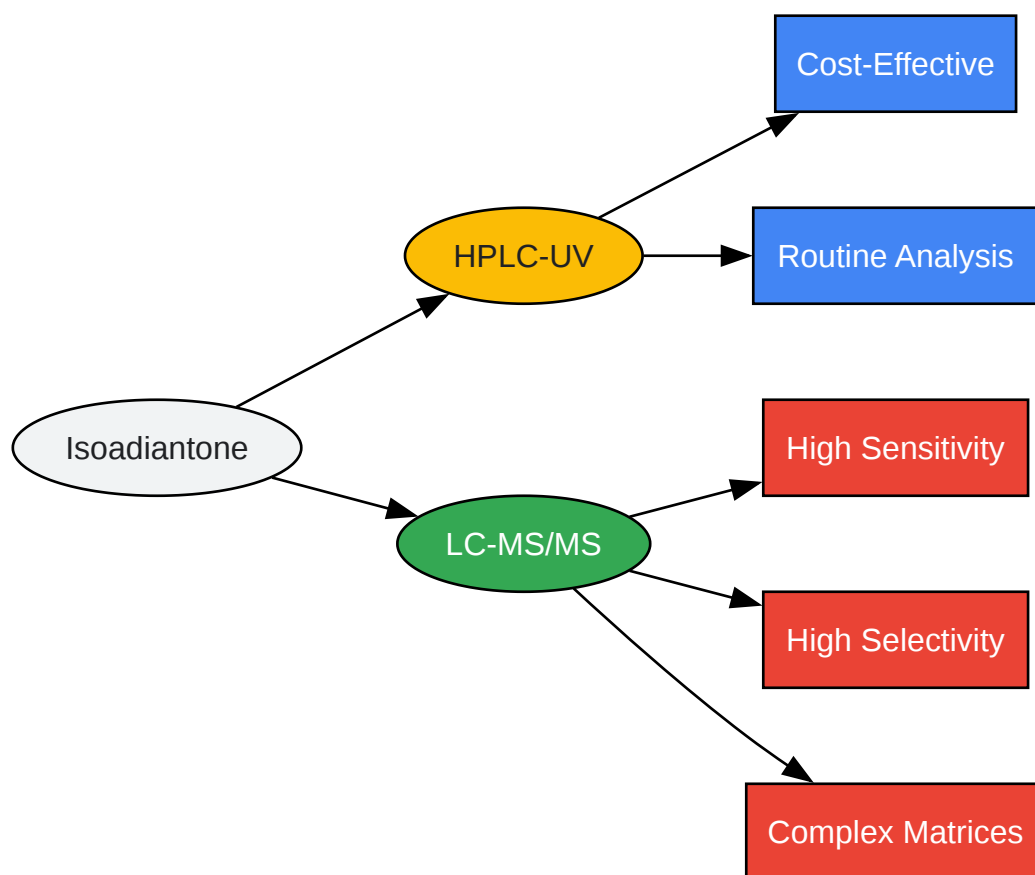 Cost-Effective
HPLC-UV
Routine Analysis
Isoadiantone
High Sensitivity
LC-MS/MS
High Selectivity
Complex Matrices